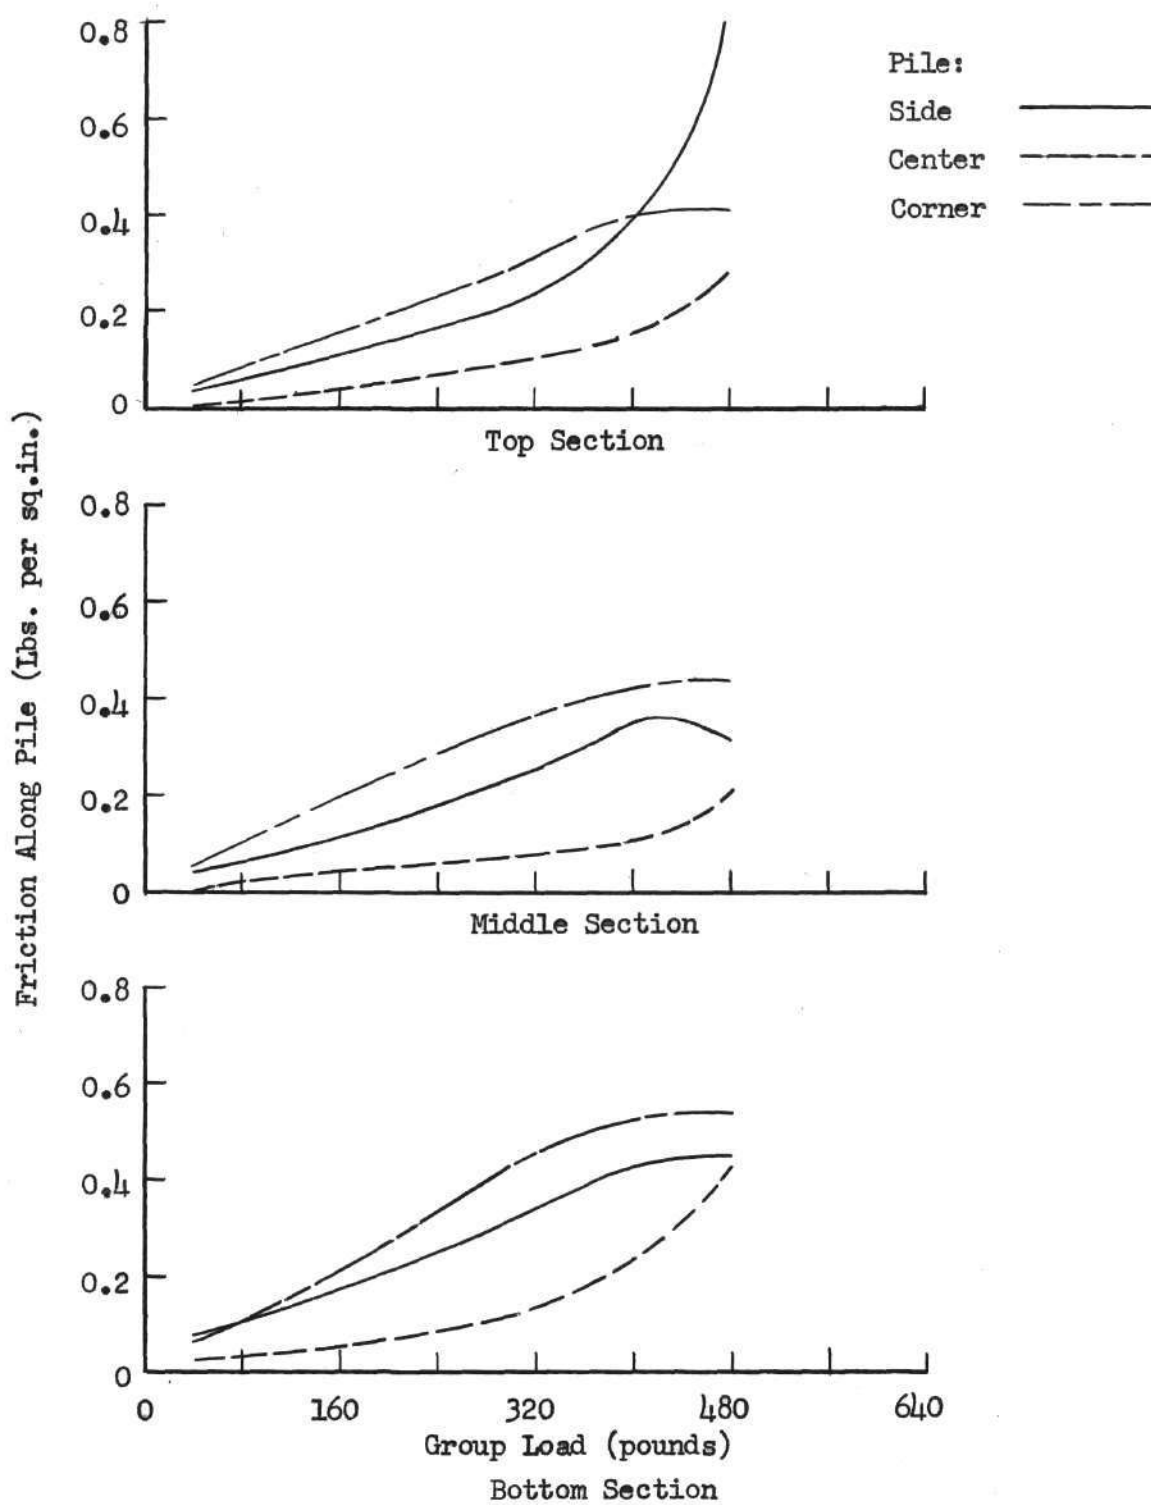 0.8
0.6
0.4
0.2
0
Top Section
Pile:
Side
Center
Corner
Friction Along Pile (Lbs. per sq.in.)
0.8
0.6
0.4
0.2
0
Middle Section
0.8
0.6
0.4
0.2
0
0 160 320 480 640
Group Load (pounds)
Bottom Section